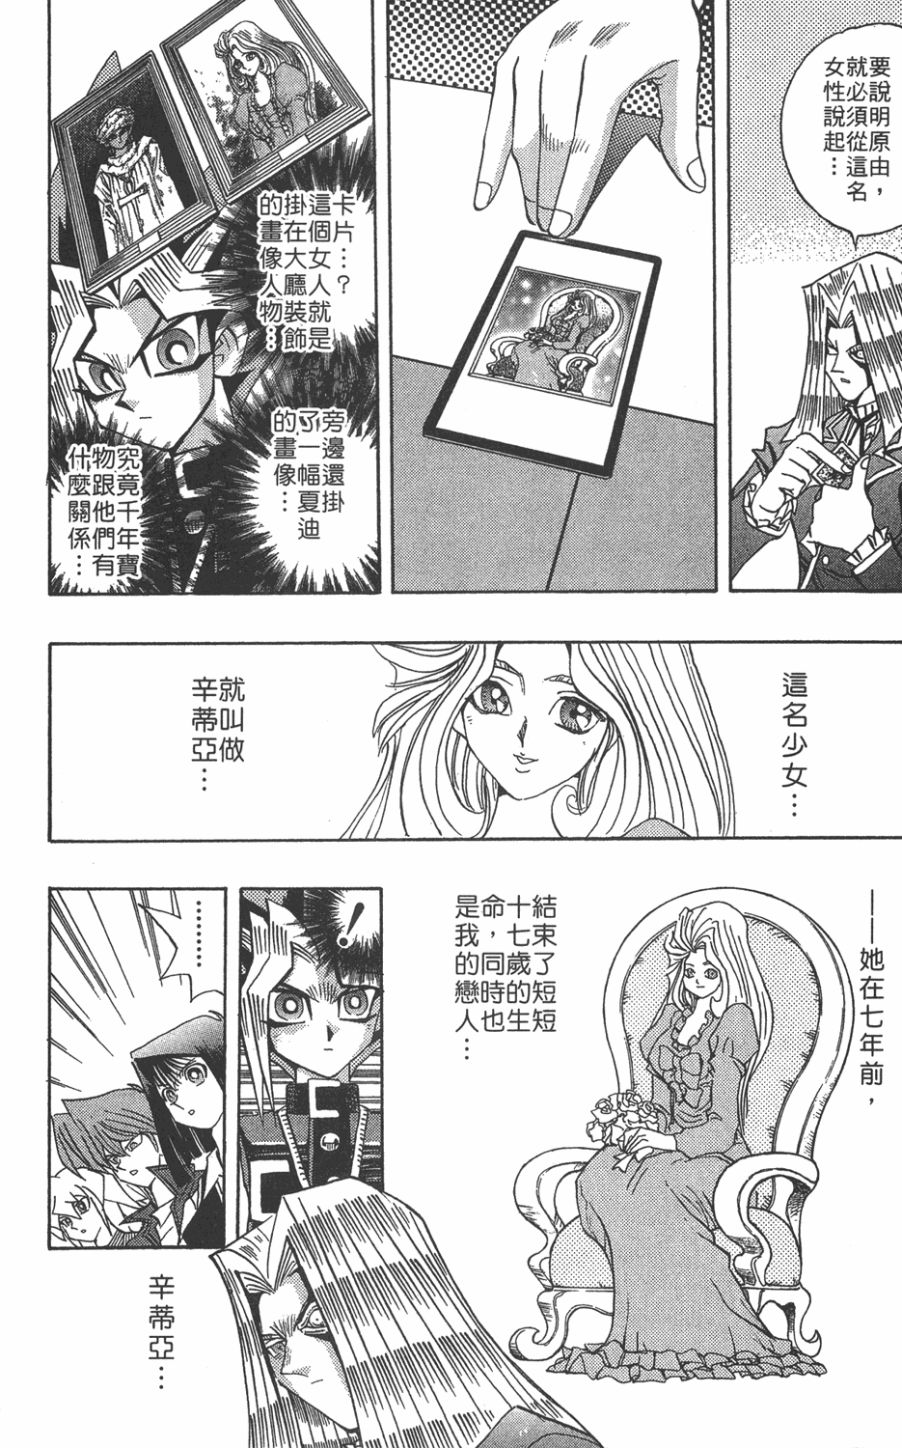 要說明原由，
就必須從這名
女性說起…
卡片…？
這個女人就是
掛在大廳裝飾
的畫像人物…
旁邊還掛
了一幅夏迪
的畫像…
究竟千年寶
物跟他們有
什麼關係…
這名少女…
就叫做
辛蒂亞…
——她在七年前，
結束了短短
十七歲的生
命，同時也
是我的戀人…
！
………
辛蒂亞…